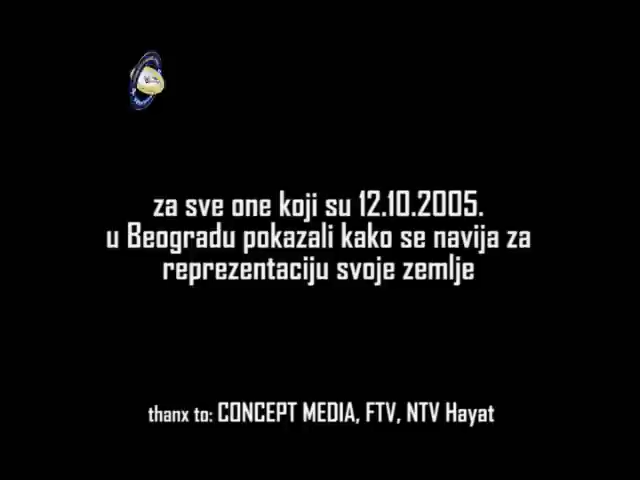 za sve one koji su 12.10.2005.
u Beogradu pokazali kako se navija za
reprezentaciju svoje zemlje
thanx to: CONCEPT MEDIA, FTV, NTV Hayat